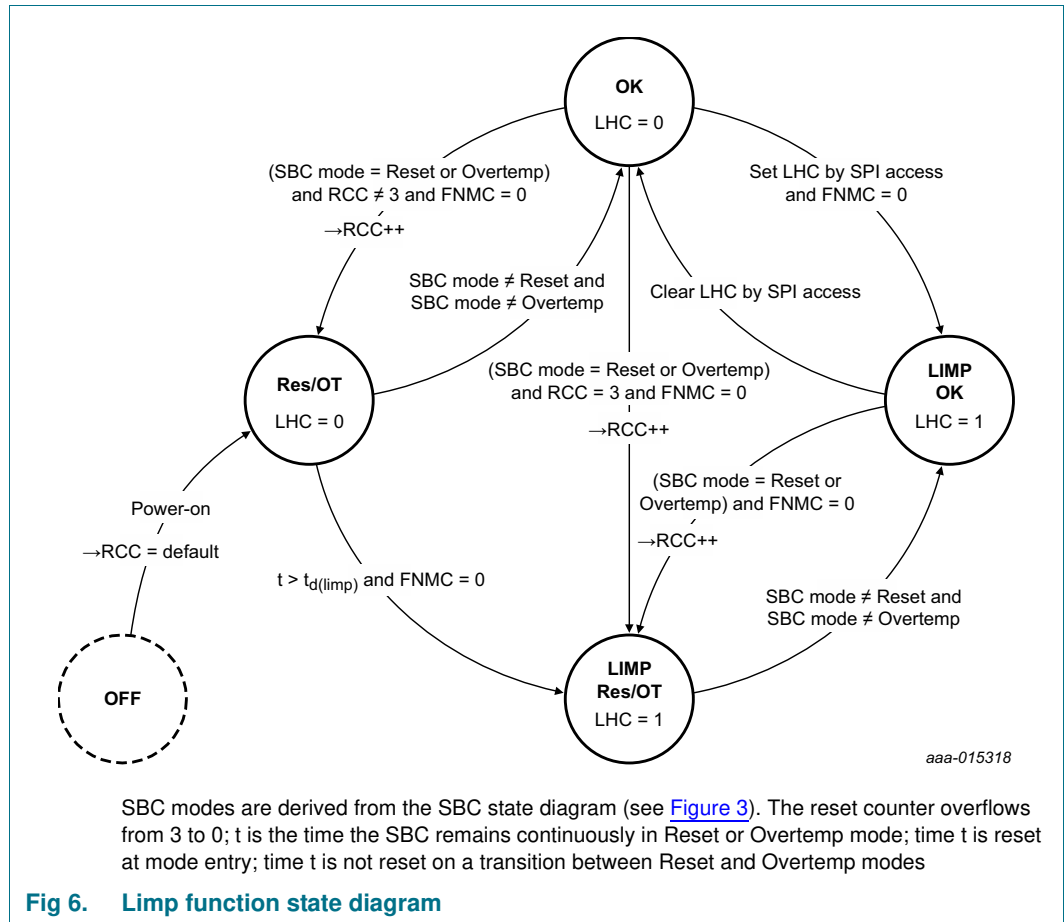 OK
LHC = 0
(SBC mode = Reset or Overtemp)
and RCC ≠ 3 and FNMC = 0
→RCC++
Set LHC by SPI access
and FNMC = 0
SBC mode ≠ Reset and
SBC mode ≠ Overtemp
Clear LHC by SPI access
Res/OT
LHC = 0
(SBC mode = Reset or Overtemp)
and RCC = 3 and FNMC = 0
→RCC++
LIMP
OK
LHC = 1
Power-on
→RCC = default
(SBC mode = Reset or
Overtemp) and FNMC = 0
→RCC++
t > td(limp) and FNMC = 0
SBC mode ≠ Reset and
SBC mode ≠ Overtemp
OFF
LIMP
Res/OT
LHC = 1
aaa-015318
SBC modes are derived from the SBC state diagram (see Figure 3). The reset counter overflows
from 3 to 0; t is the time the SBC remains continuously in Reset or Overtemp mode; time t is reset
at mode entry; time t is not reset on a transition between Reset and Overtemp modes
Fig 6. Limp function state diagram